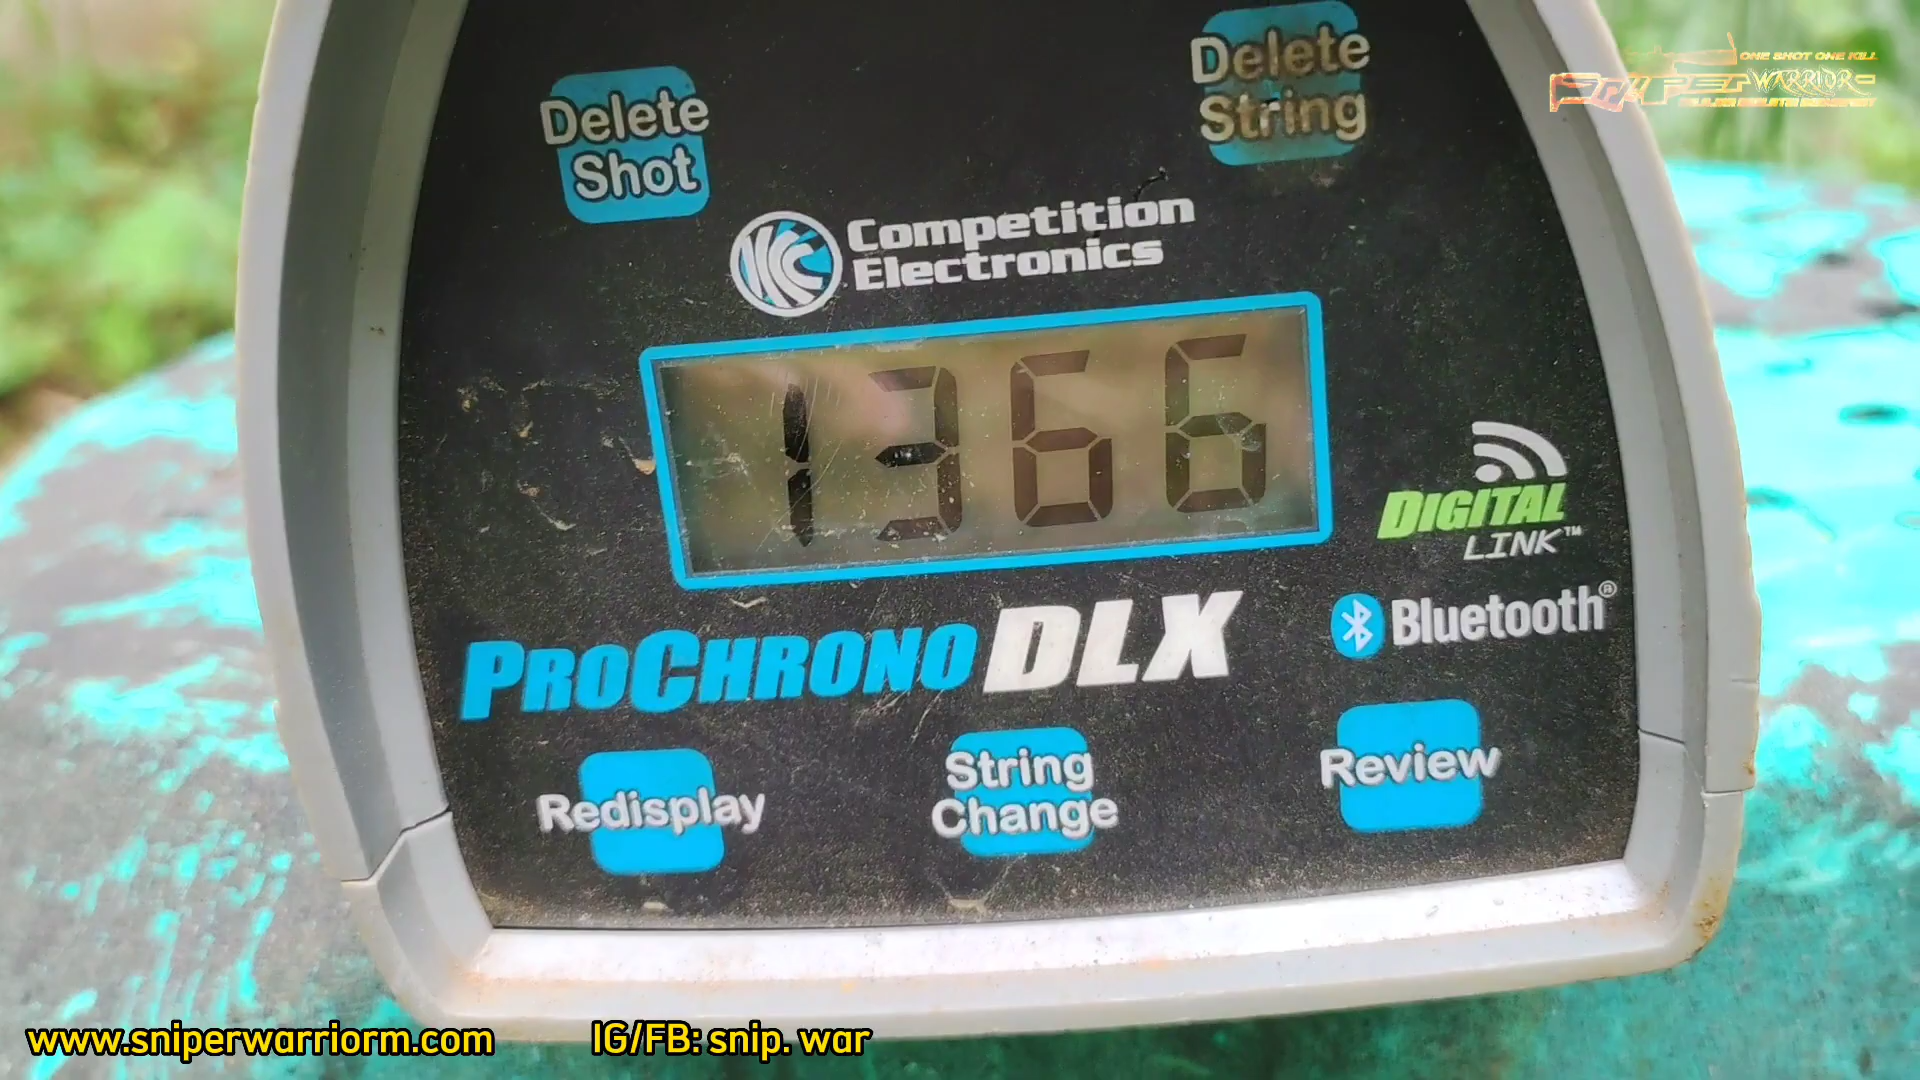 ONE SHOT ONE KILL
SNIPER WARRIOR
Delete
Shot
Delete
String
Competition
Electronics
1366
DIGITAL
LINK™
PROCHRONO DLX
Bluetooth®
Redisplay
String
Change
Review
www.sniperwarriorm.com
IG/FB: snip. war